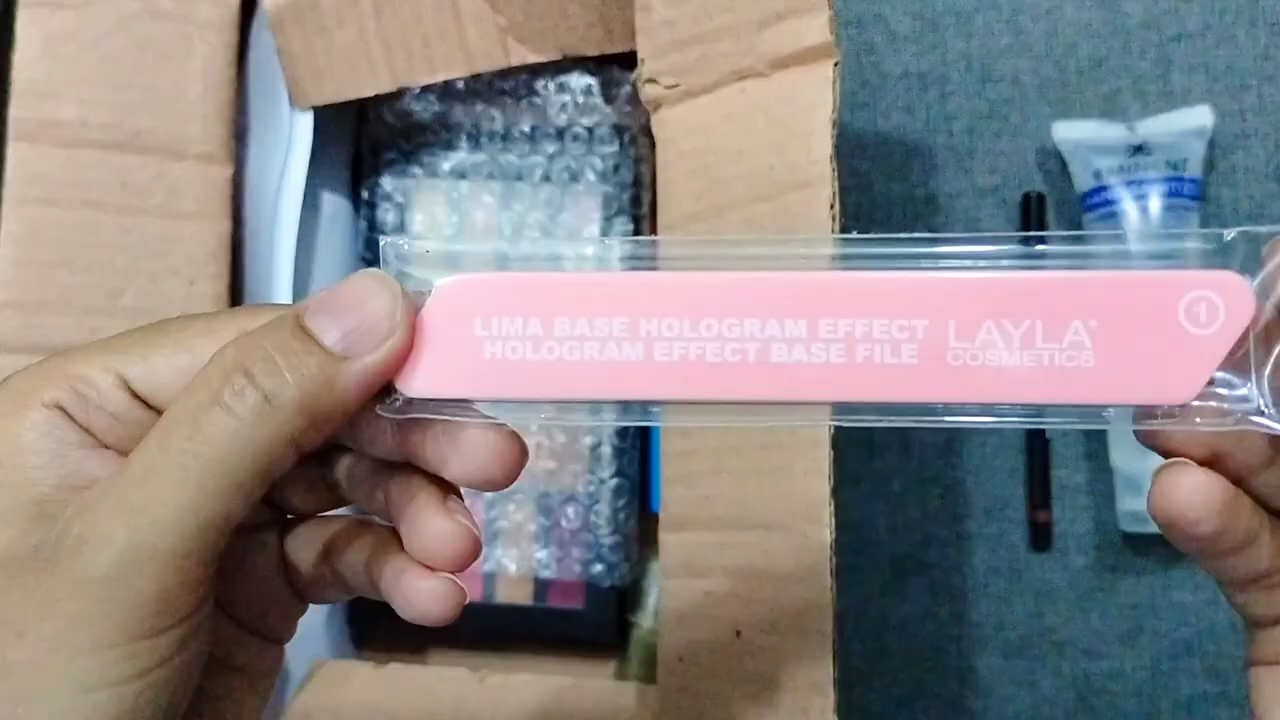 LIMA BASE HOLOGRAM EFFECT
HOLOGRAM EFFECT BASE FILE
LAYLA
COSMETICS
1